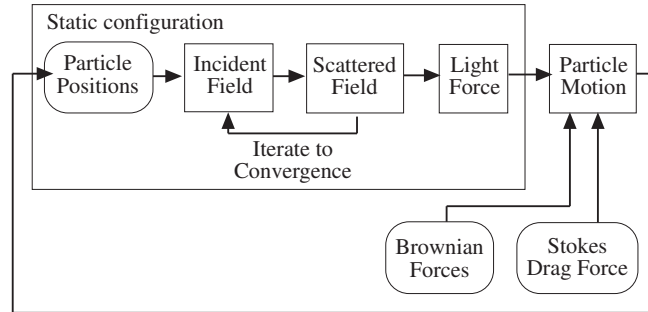 Static configuration
Particle
Positions
Incident
Field
Scattered
Field
Light
Force
Particle
Motion
Iterate to
Convergence
Brownian
Forces
Stokes
Drag Force